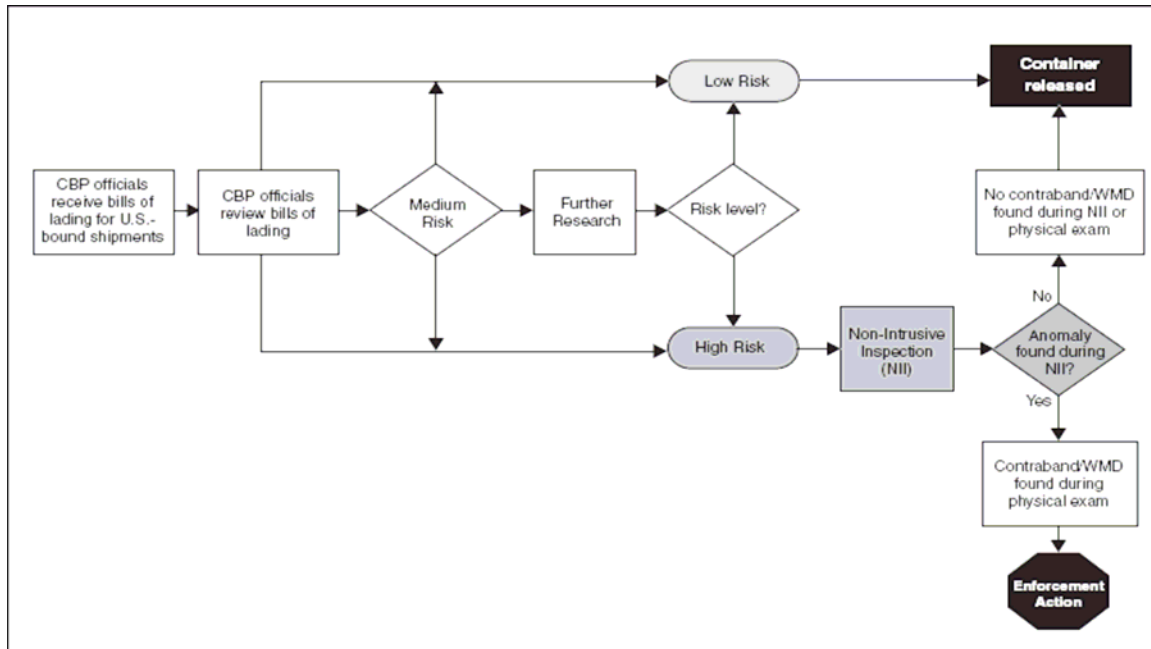 CBP officials
receive bills of
lading for U.S.-
bound shipments
CBP officials
review bills of
lading
Medium
Risk
Further
Research
Risk level?
Low Risk
Container
released
High Risk
Non-Intrusive
Inspection
(NII)
Anomaly
found during
NII?
No
No contraband/WMD
found during NII or
physical exam
Yes
Contraband/WMD
found during
physical exam
Enforcement
Action